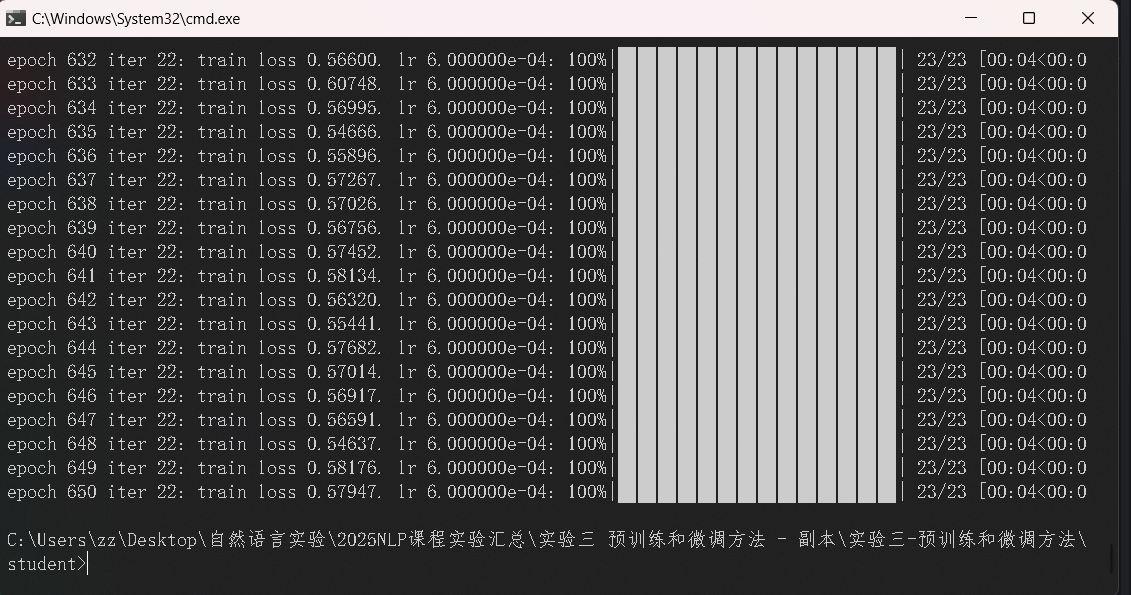 C:\Windows\System32\cmd.exe
epoch 632 iter 22: train loss 0.56600. lr 6.000000e-04: 100%| | 23/23 [00:04<00:0
epoch 633 iter 22: train loss 0.60748. lr 6.000000e-04: 100%| | 23/23 [00:04<00:0
epoch 634 iter 22: train loss 0.56995. lr 6.000000e-04: 100%| | 23/23 [00:04<00:0
epoch 635 iter 22: train loss 0.54666. lr 6.000000e-04: 100%| | 23/23 [00:04<00:0
epoch 636 iter 22: train loss 0.55896. lr 6.000000e-04: 100%| | 23/23 [00:04<00:0
epoch 637 iter 22: train loss 0.57267. lr 6.000000e-04: 100%| | 23/23 [00:04<00:0
epoch 638 iter 22: train loss 0.57026. lr 6.000000e-04: 100%| | 23/23 [00:04<00:0
epoch 639 iter 22: train loss 0.56756. lr 6.000000e-04: 100%| | 23/23 [00:04<00:0
epoch 640 iter 22: train loss 0.57452. lr 6.000000e-04: 100%| | 23/23 [00:04<00:0
epoch 641 iter 22: train loss 0.58134. lr 6.000000e-04: 100%| | 23/23 [00:04<00:0
epoch 642 iter 22: train loss 0.56320. lr 6.000000e-04: 100%| | 23/23 [00:04<00:0
epoch 643 iter 22: train loss 0.55441. lr 6.000000e-04: 100%| | 23/23 [00:04<00:0
epoch 644 iter 22: train loss 0.57682. lr 6.000000e-04: 100%| | 23/23 [00:04<00:0
epoch 645 iter 22: train loss 0.57014. lr 6.000000e-04: 100%| | 23/23 [00:04<00:0
epoch 646 iter 22: train loss 0.56917. lr 6.000000e-04: 100%| | 23/23 [00:04<00:0
epoch 647 iter 22: train loss 0.56591. lr 6.000000e-04: 100%| | 23/23 [00:04<00:0
epoch 648 iter 22: train loss 0.54637. lr 6.000000e-04: 100%| | 23/23 [00:04<00:0
epoch 649 iter 22: train loss 0.58176. lr 6.000000e-04: 100%| | 23/23 [00:04<00:0
epoch 650 iter 22: train loss 0.57947. lr 6.000000e-04: 100%| | 23/23 [00:04<00:0
C:\Users\zz\Desktop\自然语言实验\2025NLP课程实验汇总\实验三 预训练和微调方法 - 副本\实验三-预训练和微调方法\
student>